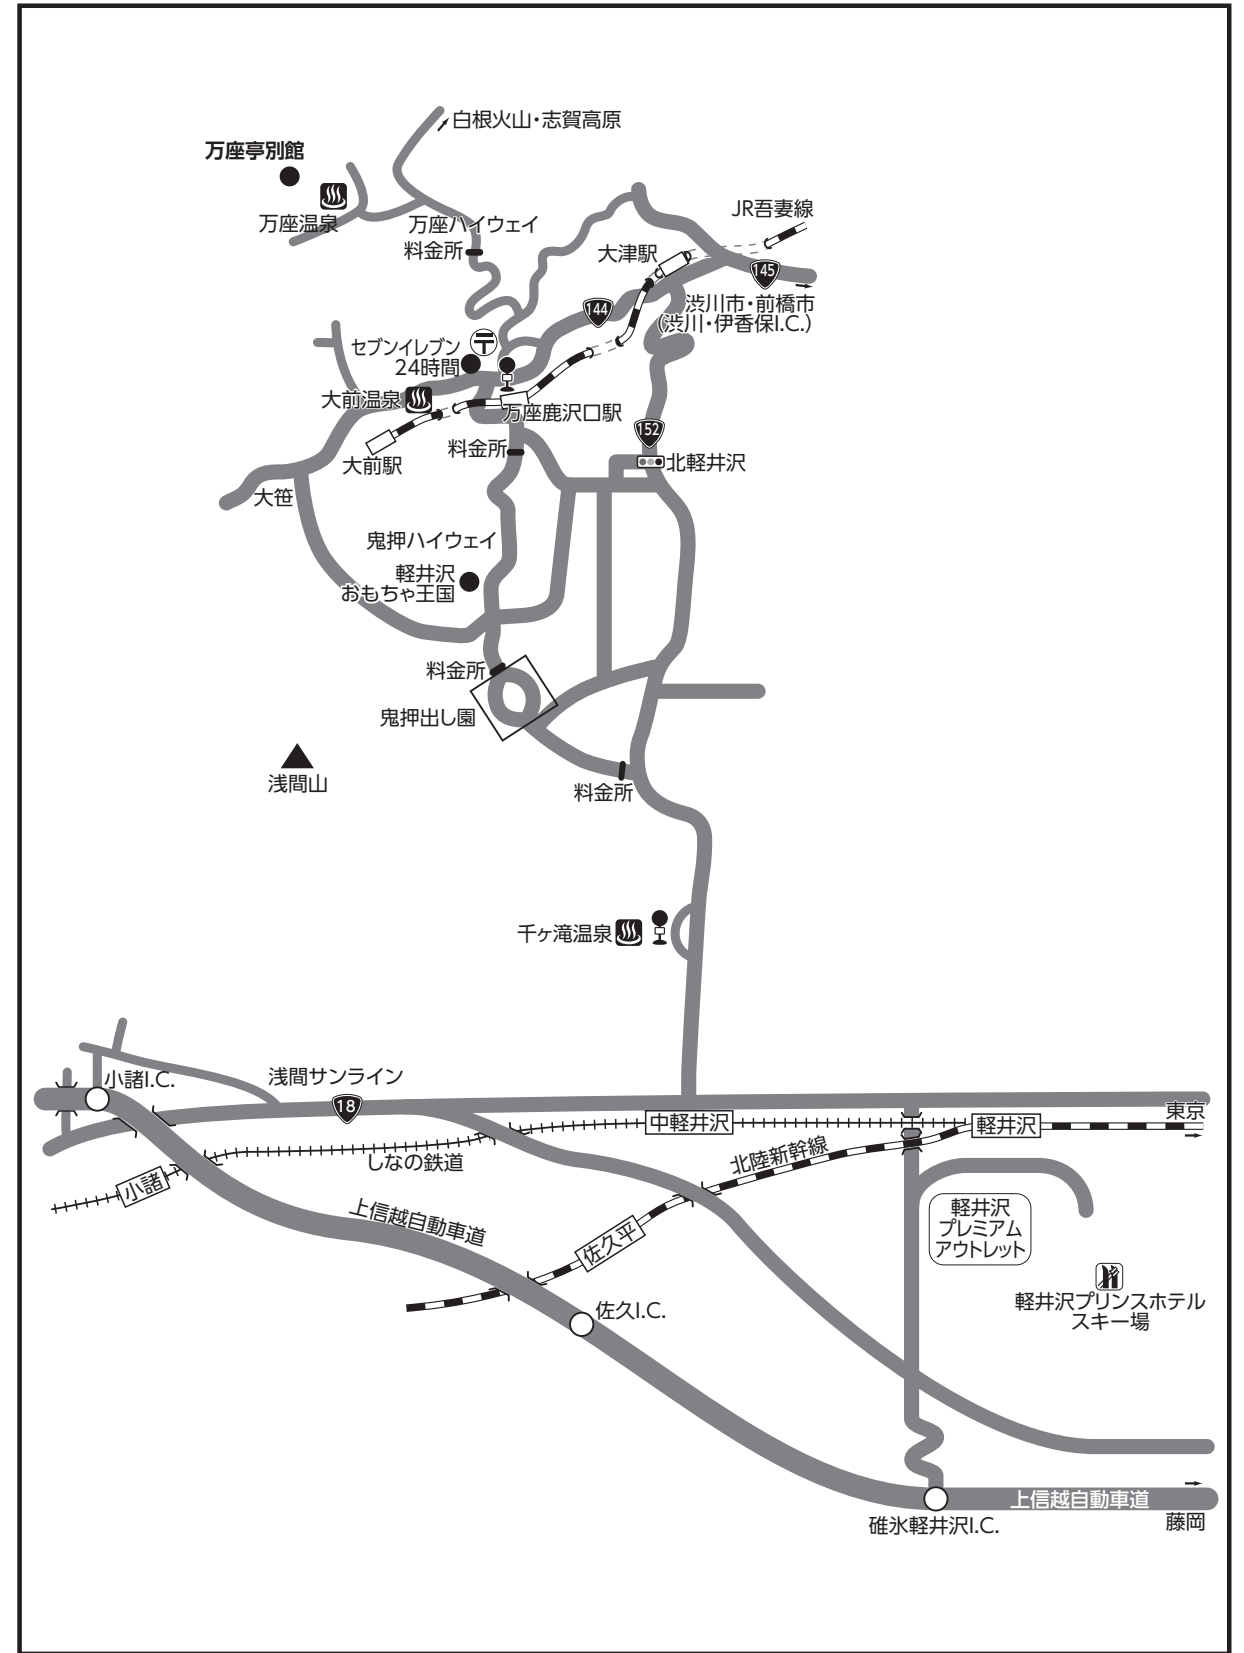 白根火山・志賀高原
万座亭別館
JR吾妻線
万座温泉
万座ハイウェイ
料金所
大津駅
145
渋川市・前橋市
(渋川・伊香保I.C.)
144
セブンイレブン
24時間
大前温泉
万座鹿沢口駅
152
料金所
大前駅
北軽井沢
大笹
鬼押ハイウェイ
軽井沢
おもちゃ王国
料金所
鬼押出し園
浅間山
料金所
千ヶ滝温泉
小諸I.C.
浅間サンライン
18
東京
中軽井沢
軽井沢
しなの鉄道
北陸新幹線
小諸
上信越自動車道
佐久平
軽井沢
プレミアム
アウトレット
佐久I.C.
軽井沢プリンスホテル
スキー場
上信越自動車道
碓氷軽井沢I.C.
藤岡